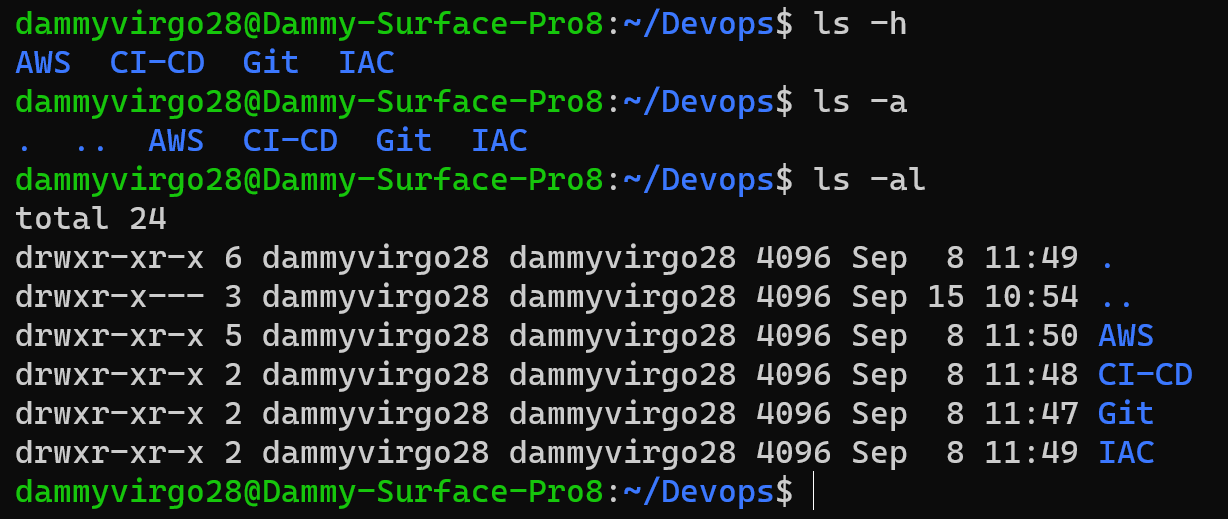 dammyvirgo28@Dammy-Surface-Pro8:~/Devops$ ls -h
AWS  CI-CD  Git  IAC
dammyvirgo28@Dammy-Surface-Pro8:~/Devops$ ls -a
.  ..  AWS  CI-CD  Git  IAC
dammyvirgo28@Dammy-Surface-Pro8:~/Devops$ ls -al
total 24
drwxr-xr-x 6 dammyvirgo28 dammyvirgo28 4096 Sep  8 11:49 .
drwxr-x--- 3 dammyvirgo28 dammyvirgo28 4096 Sep 15 10:54 ..
drwxr-xr-x 5 dammyvirgo28 dammyvirgo28 4096 Sep  8 11:50 AWS
drwxr-xr-x 2 dammyvirgo28 dammyvirgo28 4096 Sep  8 11:48 CI-CD
drwxr-xr-x 2 dammyvirgo28 dammyvirgo28 4096 Sep  8 11:47 Git
drwxr-xr-x 2 dammyvirgo28 dammyvirgo28 4096 Sep  8 11:49 IAC
dammyvirgo28@Dammy-Surface-Pro8:~/Devops$